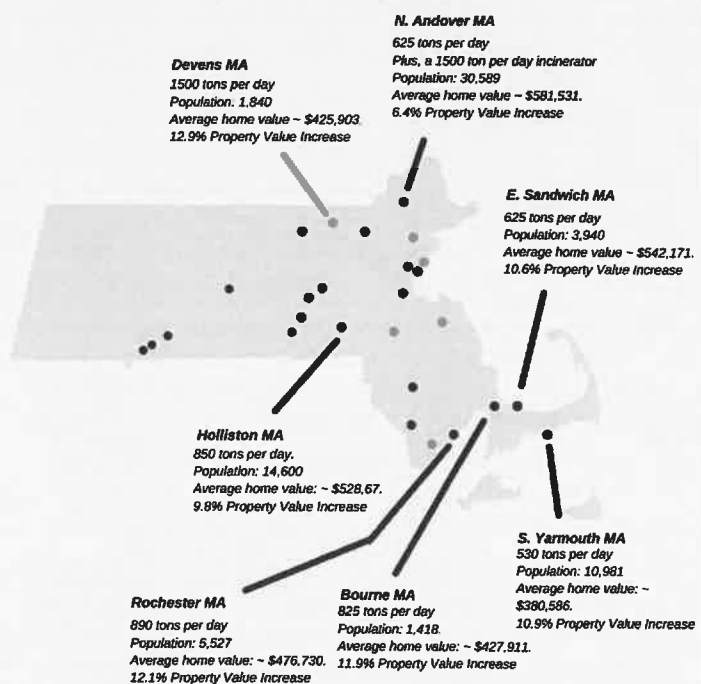 N. Andover MA
625 tons per day
Plus, a 1500 ton per day incinerator
Population: 30,589
Average home value ~ $581,531.
6.4% Property Value Increase
Devens MA
1500 tons per day
Population. 1,840
Average home value ~ $425,903.
12.9% Property Value Increase
E. Sandwich MA
625 tons per day
Population: 3,940
Average home value ~ $542,171.
10.6% Property Value Increase
Holliston MA
850 tons per day.
Population: 14,600
Average home value: ~ $528,67.
9.8% Property Value Increase
S. Yarmouth MA
530 tons per day
Population: 10,981
Average home value: ~
$380,586.
10.9% Property Value Increase
Rochester MA
890 tons per day
Population: 5,527
Average home value: ~ $476,730.
12.1% Property Value Increase
Bourne MA
825 tons per day
Population: 1,418.
Average home value: ~ $427,911.
11.9% Property Value Increase